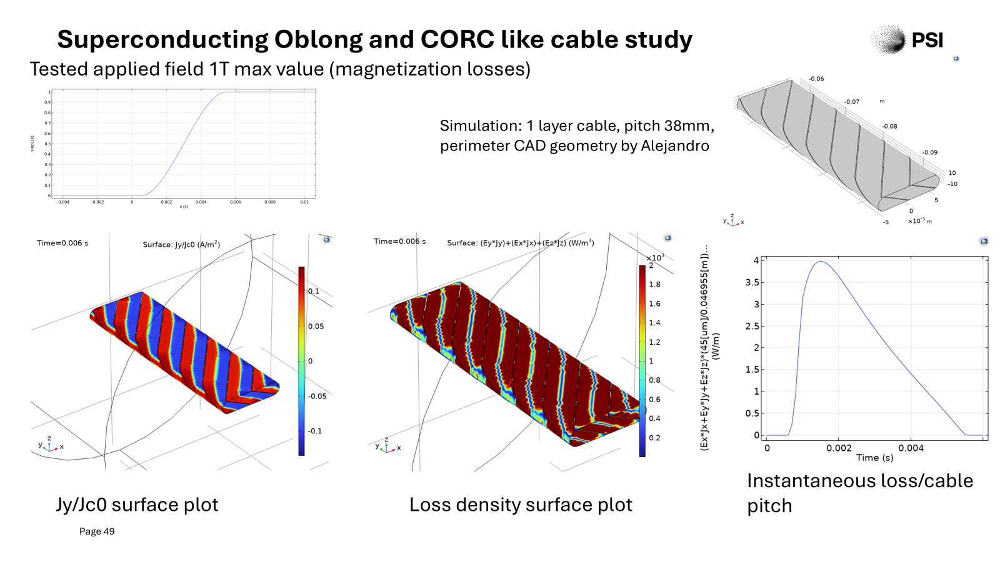 Superconducting Oblong and CORC like cable study
PSI
Tested applied field 1T max value (magnetization losses)
step1(x)
1
0.9
0.8
0.7
0.6
0.5
0.4
0.3
0.2
0.1
0
-0.004
-0.002
0
0.002
0.004
0.006
0.008
0.01
x (s)
Simulation: 1 layer cable, pitch 38mm,
perimeter CAD geometry by Alejandro
-0.06
-0.07
m
-0.08
-0.09
10
-10
5
0
-5
×10⁻³ m
y z x
Time=0.006 s
Surface: Jy/Jc0 (A/m²)
0.1
0.05
0
-0.05
-0.1
y z x
Time=0.006 s
Surface: (Ey*Jy)+(Ex*Jx)+(Ez*Jz) (W/m³)
×10³
2
1.8
1.6
1.4
1.2
1
0.8
0.6
0.4
0.2
y z x
(Ex*Jx+Ey*Jy+Ez*Jz)*(45[um]/0.046955[m])...
(W/m)
4
3.5
3
2.5
2
1.5
1
0.5
0
0
0.002
0.004
Time (s)
Jy/Jc0 surface plot
Loss density surface plot
Instantaneous loss/cable
pitch
Page 49